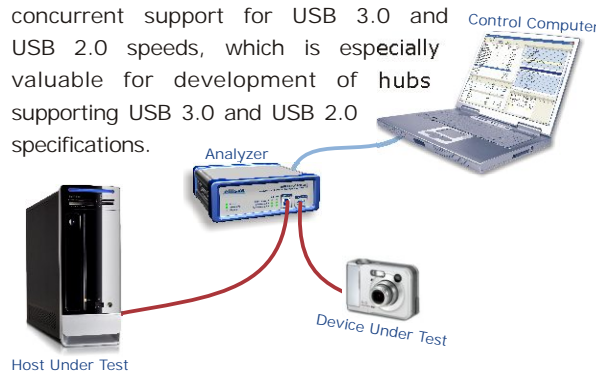 concurrent support for USB 3.0 and
USB 2.0 speeds, which is especially
valuable for development of hubs
supporting USB 3.0 and USB 2.0
specifications.
Control Computer
Analyzer
Device Under Test
Host Under Test